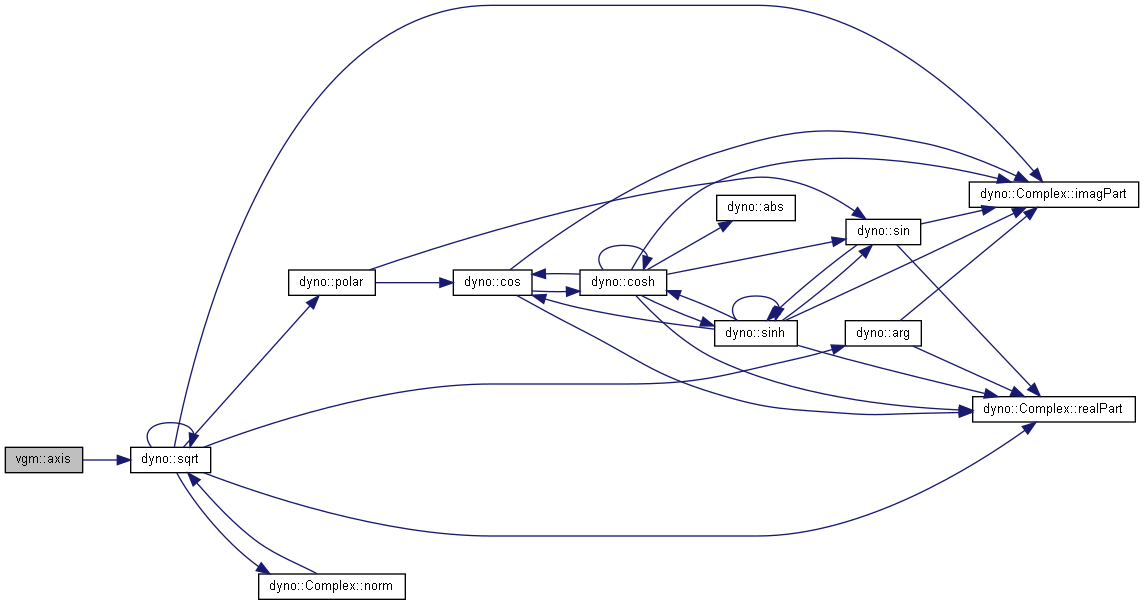 dyno::Complex::imagPart
dyno::abs
dyno::sin
dyno::polar
dyno::cos
dyno::cosh
dyno::sinh
dyno::arg
dyno::Complex::realPart
vgm::axis
dyno::sqrt
dyno::Complex::norm